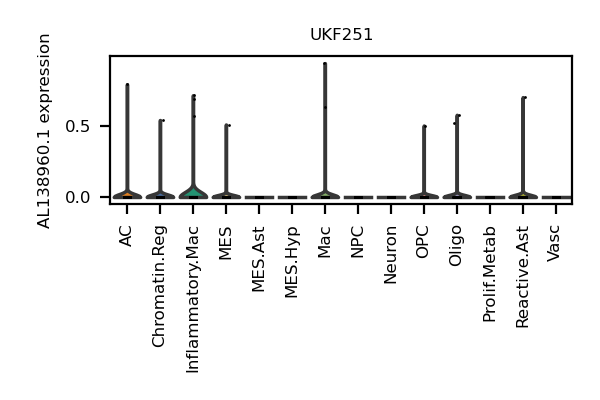 UKF251
AL138960.1 expression
0.5
0.0
AC
Chromatin.Reg
Inflammatory.Mac
MES
MES.Ast
MES.Hyp
Mac
NPC
Neuron
OPC
Oligo
Prolif.Metab
Reactive.Ast
Vasc